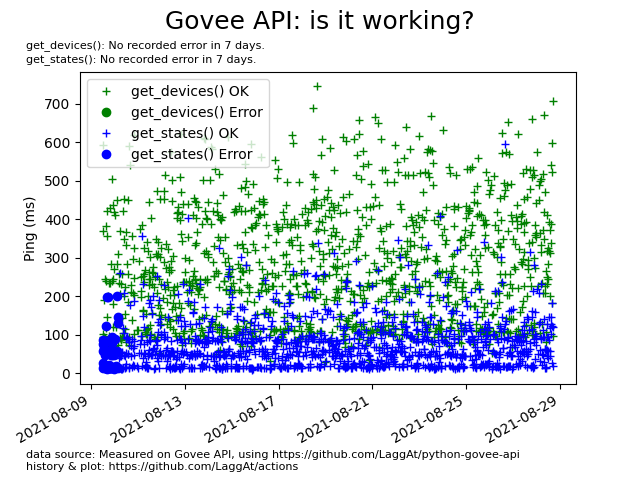 Govee API: is it working?
get_devices(): No recorded error in 7 days.
get_states(): No recorded error in 7 days.
get_devices() OK
get_devices() Error
get_states() OK
get_states() Error
Ping (ms)
700
600
500
400
300
200
100
0
2021-08-09
2021-08-13
2021-08-17
2021-08-21
2021-08-25
2021-08-29
data source: Measured on Govee API, using https://github.com/LaggAt/python-govee-api
history & plot: https://github.com/LaggAt/actions